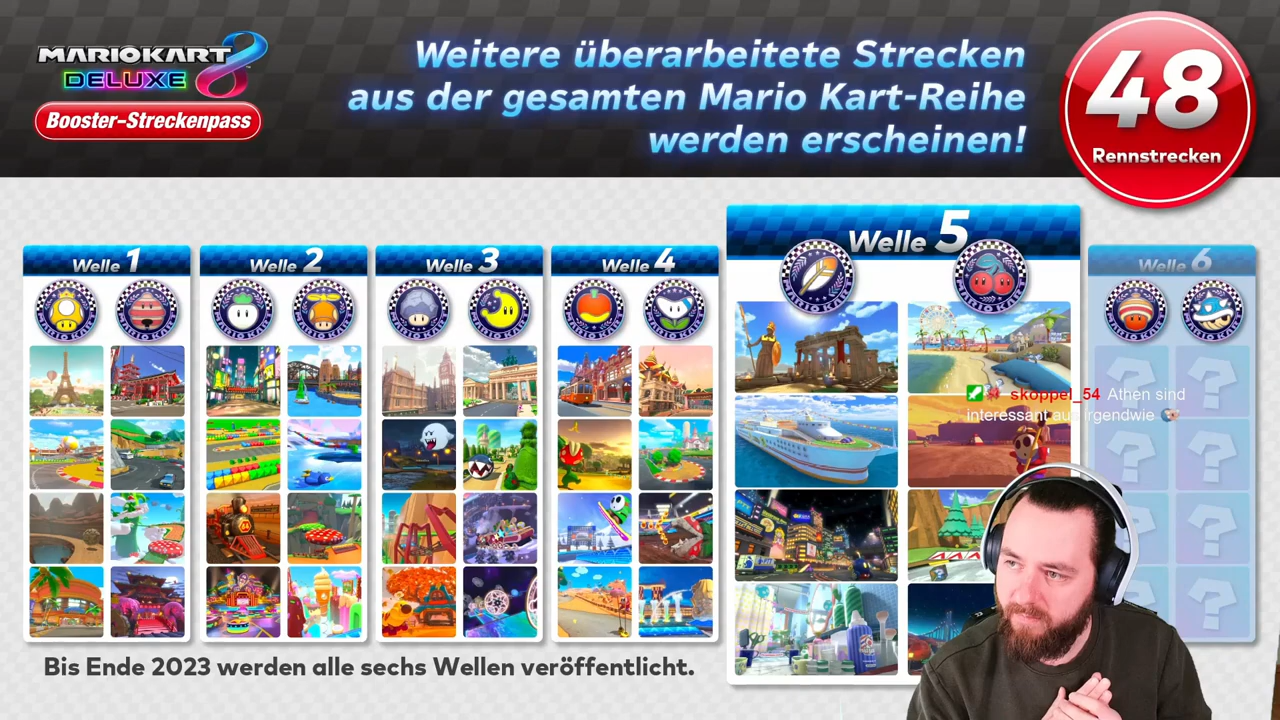 MARIOKART 8
DELUXE
Booster-Streckenpass
Weitere überarbeitete Strecken
aus der gesamten Mario Kart-Reihe
werden erscheinen!
48
Rennstrecken
Welle 1
Welle 2
Welle 3
Welle 4
Welle 5
Welle 6
skoppel_54 Athen sind
interessant aus irgendwie
Bis Ende 2023 werden alle sechs Wellen veröffentlicht.